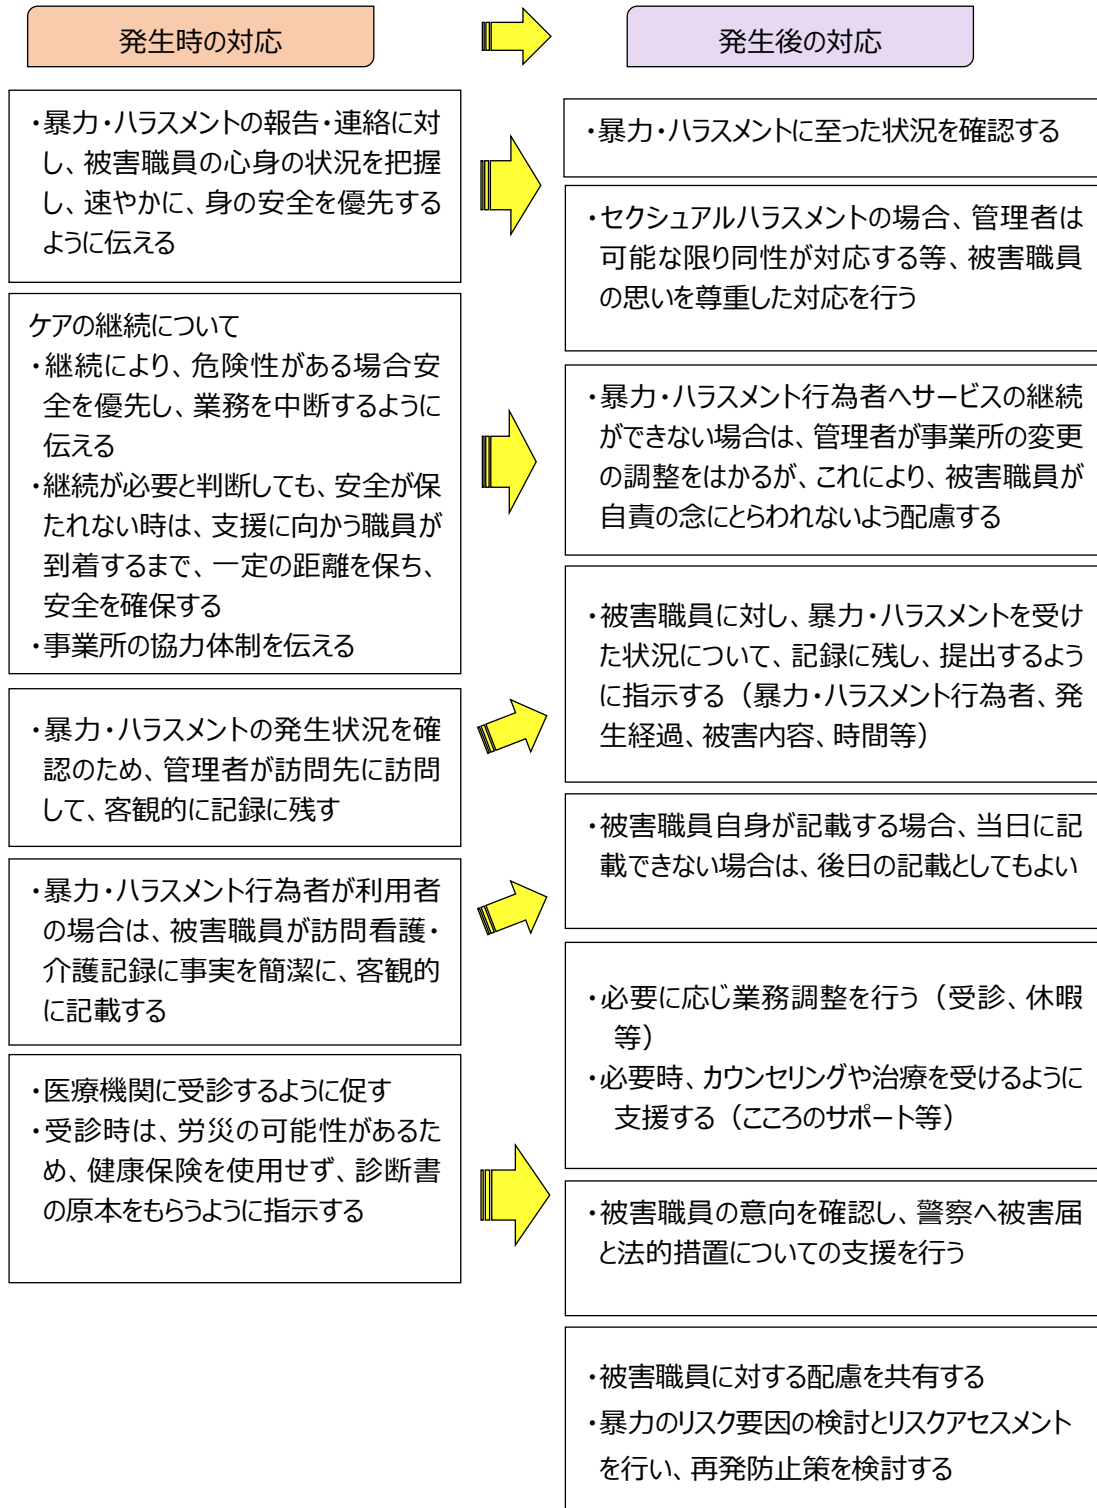 発生時の対応
発生後の対応
・暴力・ハラスメントの報告・連絡に対
し、被害職員の心身の状況を把握
し、速やかに、身の安全を優先する
ように伝える
ケアの継続について
・継続により、危険性がある場合安
全を優先し、業務を中断するように
伝える
・継続が必要と判断しても、安全が保
たれない時は、支援に向かう職員が
到着するまで、一定の距離を保ち、
安全を確保する
・事業所の協力体制を伝える
・暴力・ハラスメントの発生状況を確
認のため、管理者が訪問先に訪問
して、客観的に記録に残す
・暴力・ハラスメント行為者が利用者
の場合は、被害職員が訪問看護・
介護記録に事実を簡潔に、客観的
に記載する
・医療機関に受診するように促す
・受診時は、労災の可能性があるた
め、健康保険を使用せず、診断書
の原本をもらうように指示する
・暴力・ハラスメントに至った状況を確認する
・セクシュアルハラスメントの場合、管理者は
可能な限り同性が対応する等、被害職員
の思いを尊重した対応を行う
・暴力・ハラスメント行為者へサービスの継続
ができない場合は、管理者が事業所の変更
の調整をはかるが、これにより、被害職員が
自責の念にとらわれないよう配慮する
・被害職員に対し、暴力・ハラスメントを受け
た状況について、記録に残し、提出するよう
に指示する（暴力・ハラスメント行為者、発
生経過、被害内容、時間等）
・被害職員自身が記載する場合、当日に記
載できない場合は、後日の記載としてもよい
・必要に応じ業務調整を行う（受診、休暇
等）
・必要時、カウンセリングや治療を受けるように
支援する（こころのサポート等）
・被害職員の意向を確認し、警察へ被害届
と法的措置についての支援を行う
・被害職員に対する配慮を共有する
・暴力のリスク要因の検討とリスクアセスメント
を行い、再発防止策を検討する